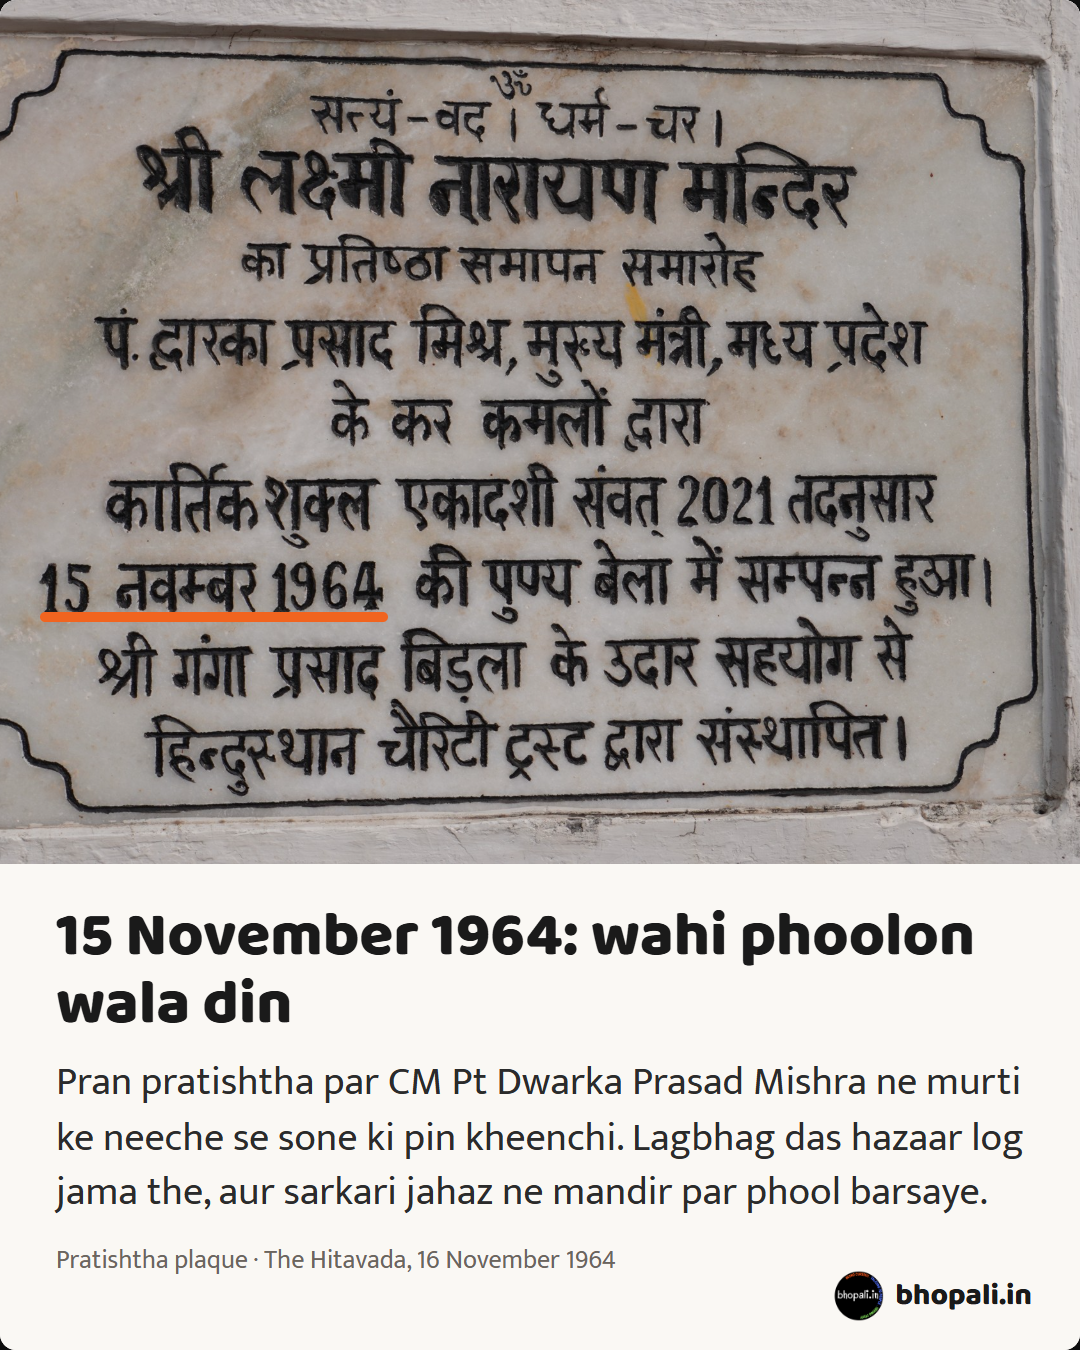 ॐ
सत्यं-वद । धर्म-चर।
श्री लक्ष्मी नारायण मन्दिर
का प्रतिष्ठा समापन समारोह
पं. द्वारका प्रसाद मिश्र, मुख्य मंत्री, मध्य प्रदेश
के कर कमलों द्वारा
कार्तिक शुक्ल एकादशी संवत् 2021 तदनुसार
15 नवम्बर 1964 की पुण्य बेला में सम्पन्न हुआ।
श्री गंगा प्रसाद बिड़ला के उदार सहयोग से
हिन्दुस्थान चैरिटी ट्रस्ट द्वारा संस्थापित।
15 November 1964: wahi phoolon
wala din
Pran pratishtha par CM Pt Dwarka Prasad Mishra ne murti
ke neeche se sone ki pin kheenchi. Lagbhag das hazaar log
jama the, aur sarkari jahaz ne mandir par phool barsaye.
Pratishtha plaque · The Hitavada, 16 November 1964
bhopali.in
bhopali.in